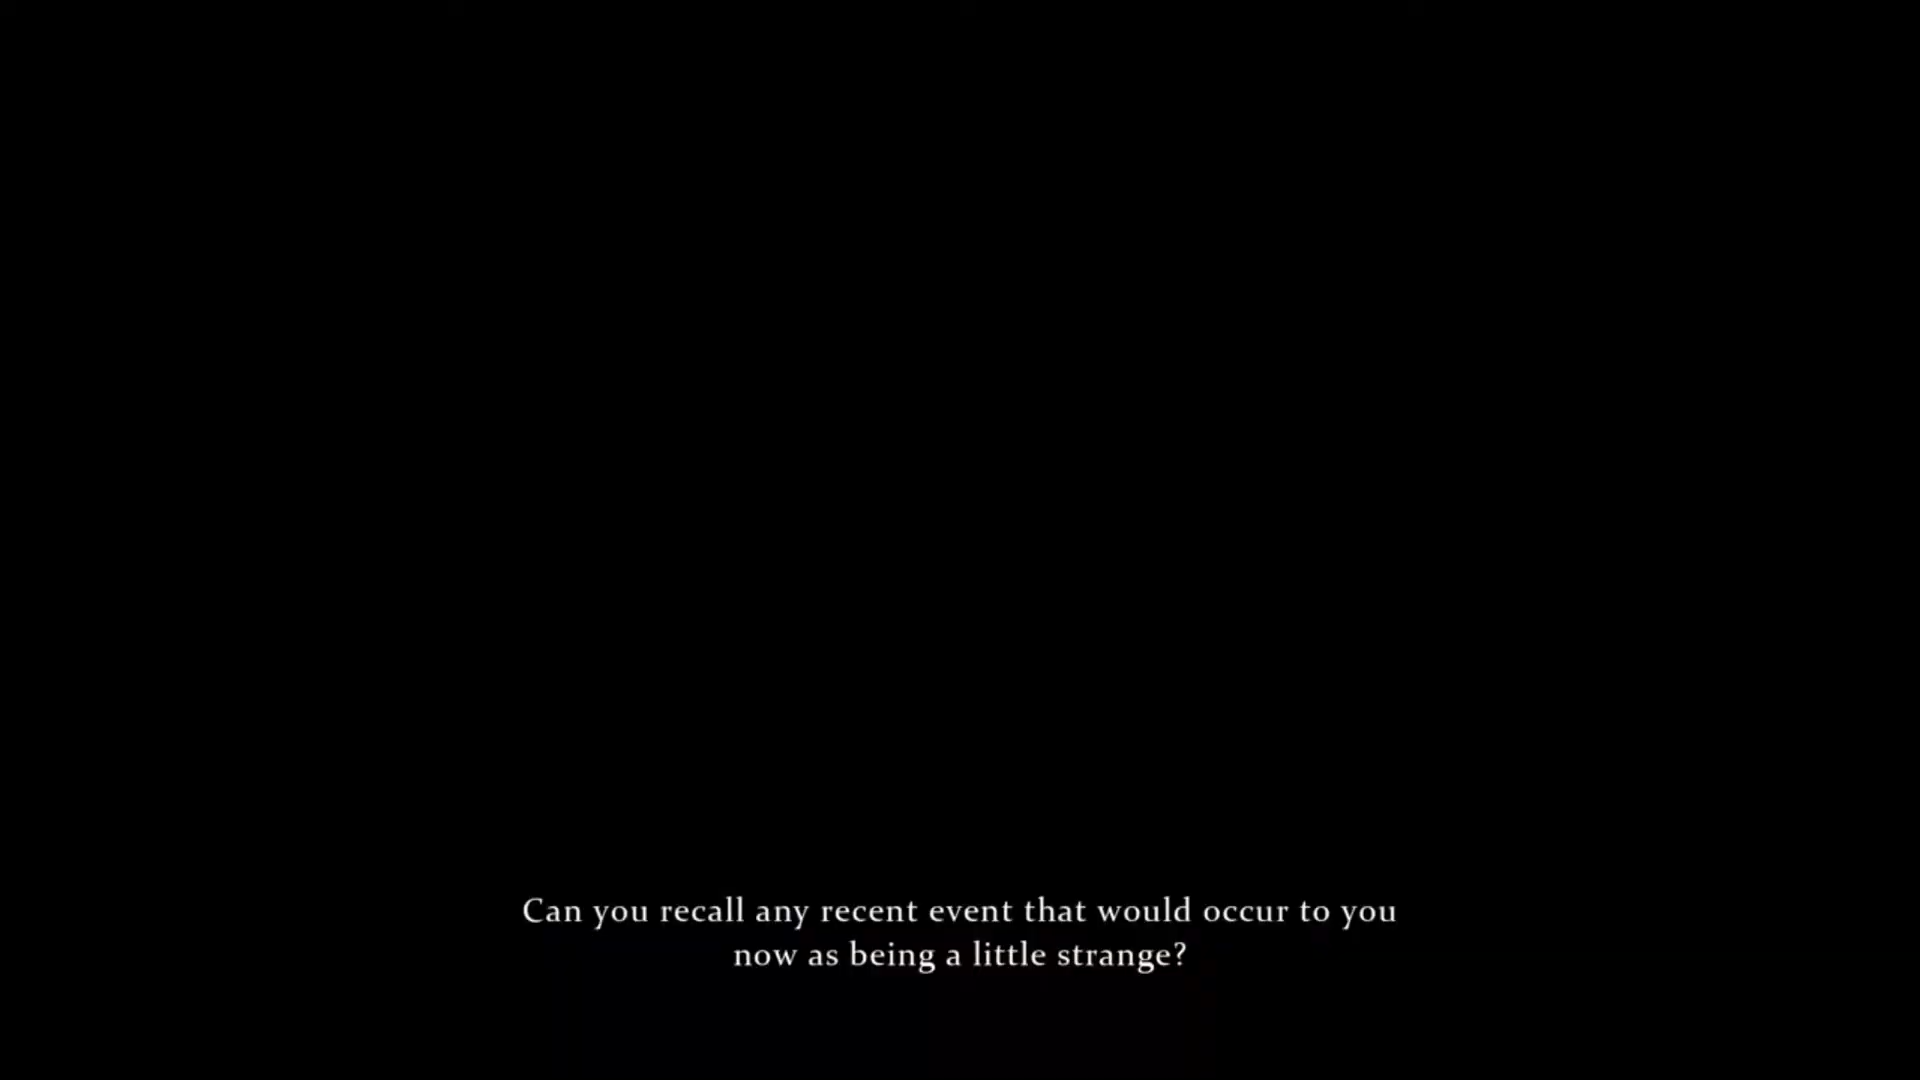 Can you recall any recent event that would occur to you
now as being a little strange?